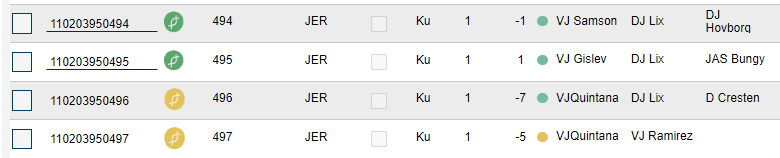 110203950494 494 JER Ku 1 -1 VJ Samson DJ Lix DJ Hovborg
110203950495 495 JER Ku 1 1 VJ Gislev DJ Lix JAS Bungy
110203950496 496 JER Ku 1 -7 VJQuintana DJ Lix D Cresten
110203950497 497 JER Ku 1 -5 VJQuintana VJ Ramirez